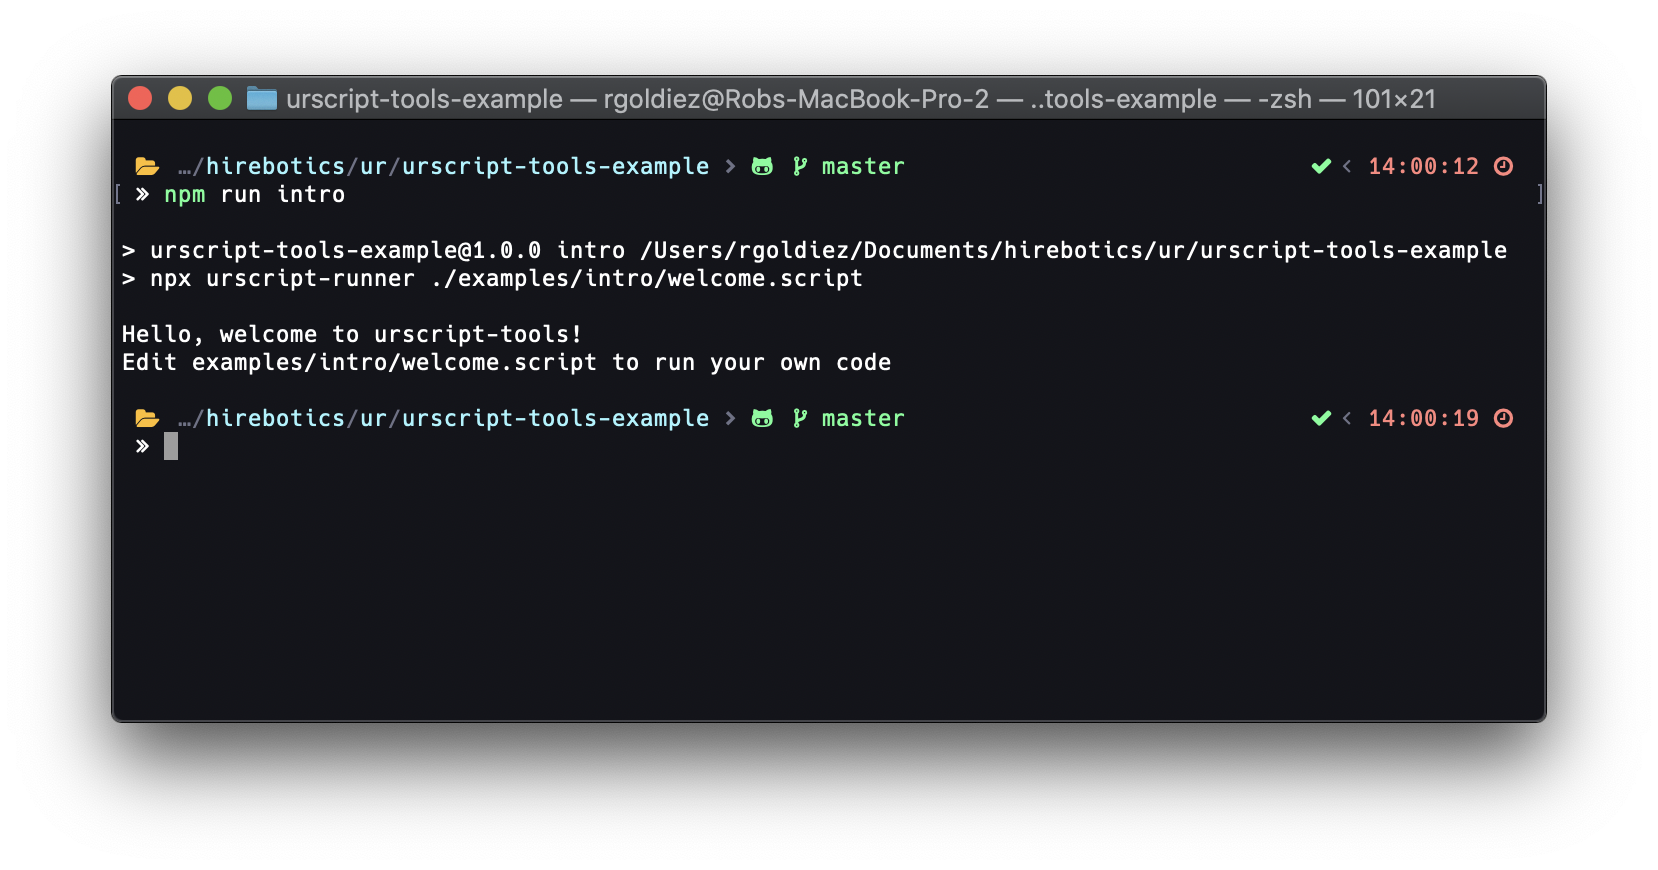 urscript-tools-example — rgoldiez@Robs-MacBook-Pro-2 — ..tools-example — -zsh — 101×21
…/hirebotics/ur/urscript-tools-example > master ✔ < 14:00:12
[ » npm run intro ]
> urscript-tools-example@1.0.0 intro /Users/rgoldiez/Documents/hirebotics/ur/urscript-tools-example
> npx urscript-runner ./examples/intro/welcome.script
Hello, welcome to urscript-tools!
Edit examples/intro/welcome.script to run your own code
…/hirebotics/ur/urscript-tools-example > master ✔ < 14:00:19
»